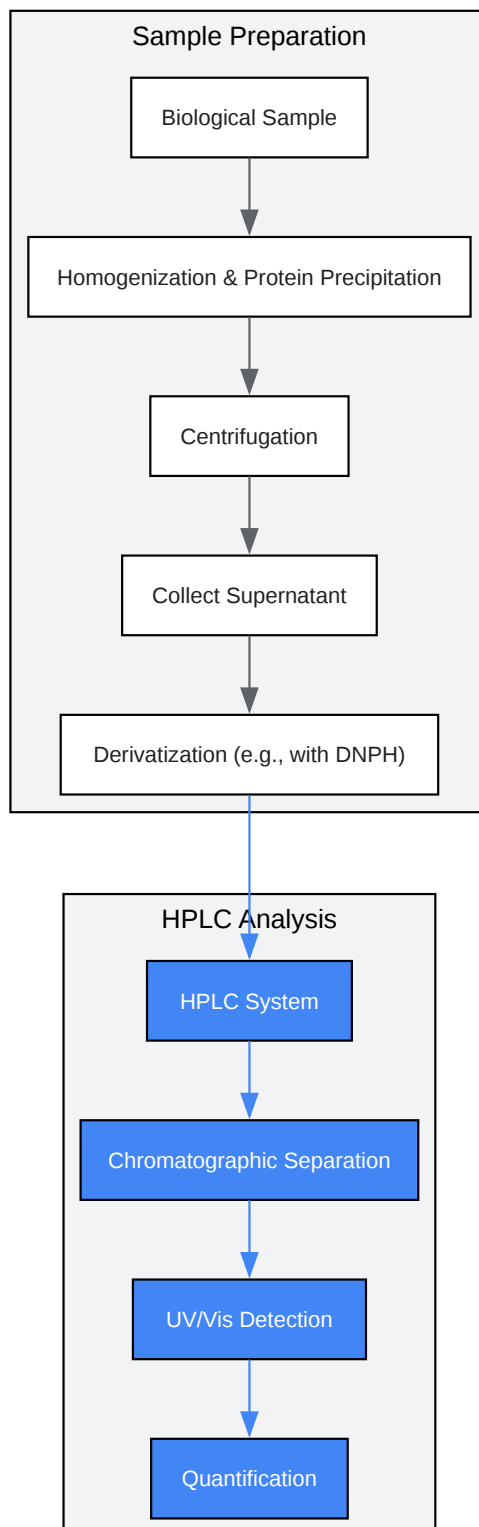 Sample Preparation
Biological Sample
Homogenization & Protein Precipitation
Centrifugation
Collect Supernatant
Derivatization (e.g., with DNPH)
HPLC Analysis
HPLC System
Chromatographic Separation
UV/Vis Detection
Quantification